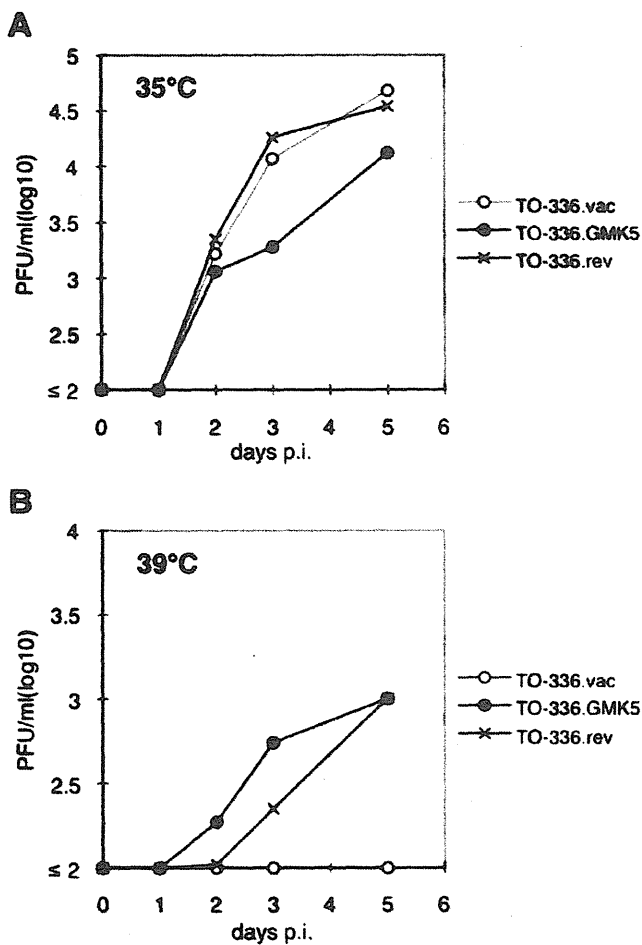 A
35°C
PFU/ml(log10)
5
4.5
4
3.5
3
2.5
≤ 2
0 1 2 3 4 5 6
days p.i.
TO-336.vac
TO-336.GMK5
TO-336.rev
B
39°C
PFU/ml(log10)
4
3.5
3
2.5
≤ 2
0 1 2 3 4 5 6
days p.i.
TO-336.vac
TO-336.GMK5
TO-336.rev